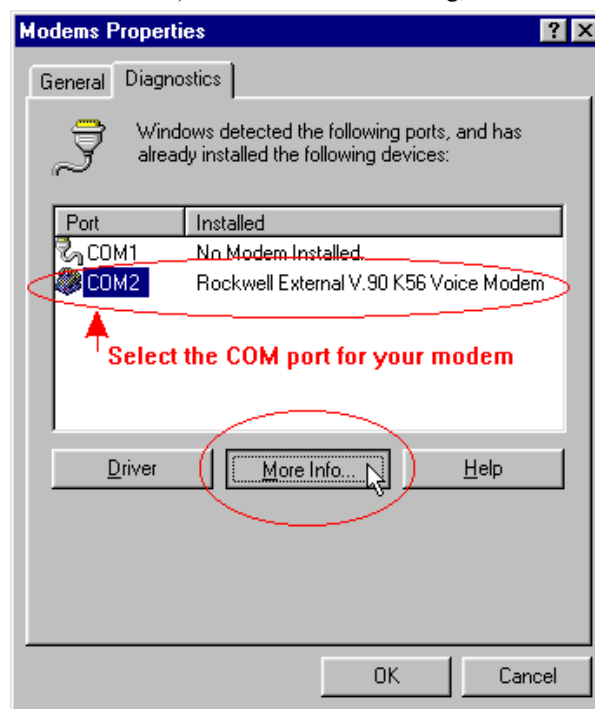 Modems Properties
General Diagnostics
Windows detected the following ports, and has
already installed the following devices:
Port Installed
COM1 No Modem Installed.
COM2 Rockwell External V.90 K56 Voice Modem
Select the COM port for your modem
Driver More Info... Help
OK Cancel